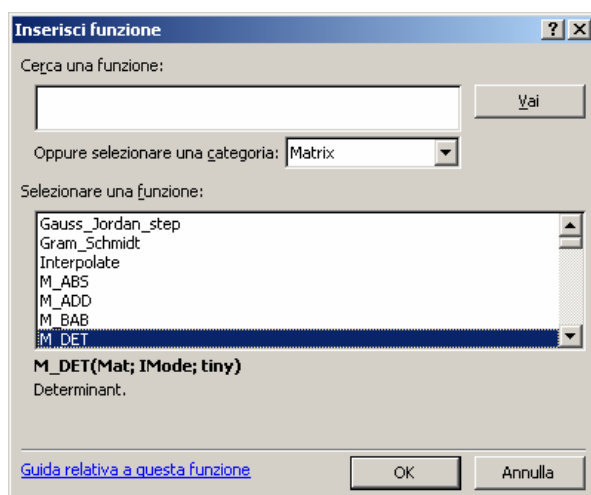 Inserisci funzione
Cerca una funzione:
Vai
Oppure selezionare una categoria: Matrix
Selezionare una funzione:
Gauss_Jordan_step
Gram_Schmidt
Interpolate
M_ABS
M_ADD
M_BAB
M_DET
M_DET(Mat; IMode; tiny)
Determinant.
Guida relativa a questa funzione OK Annulla